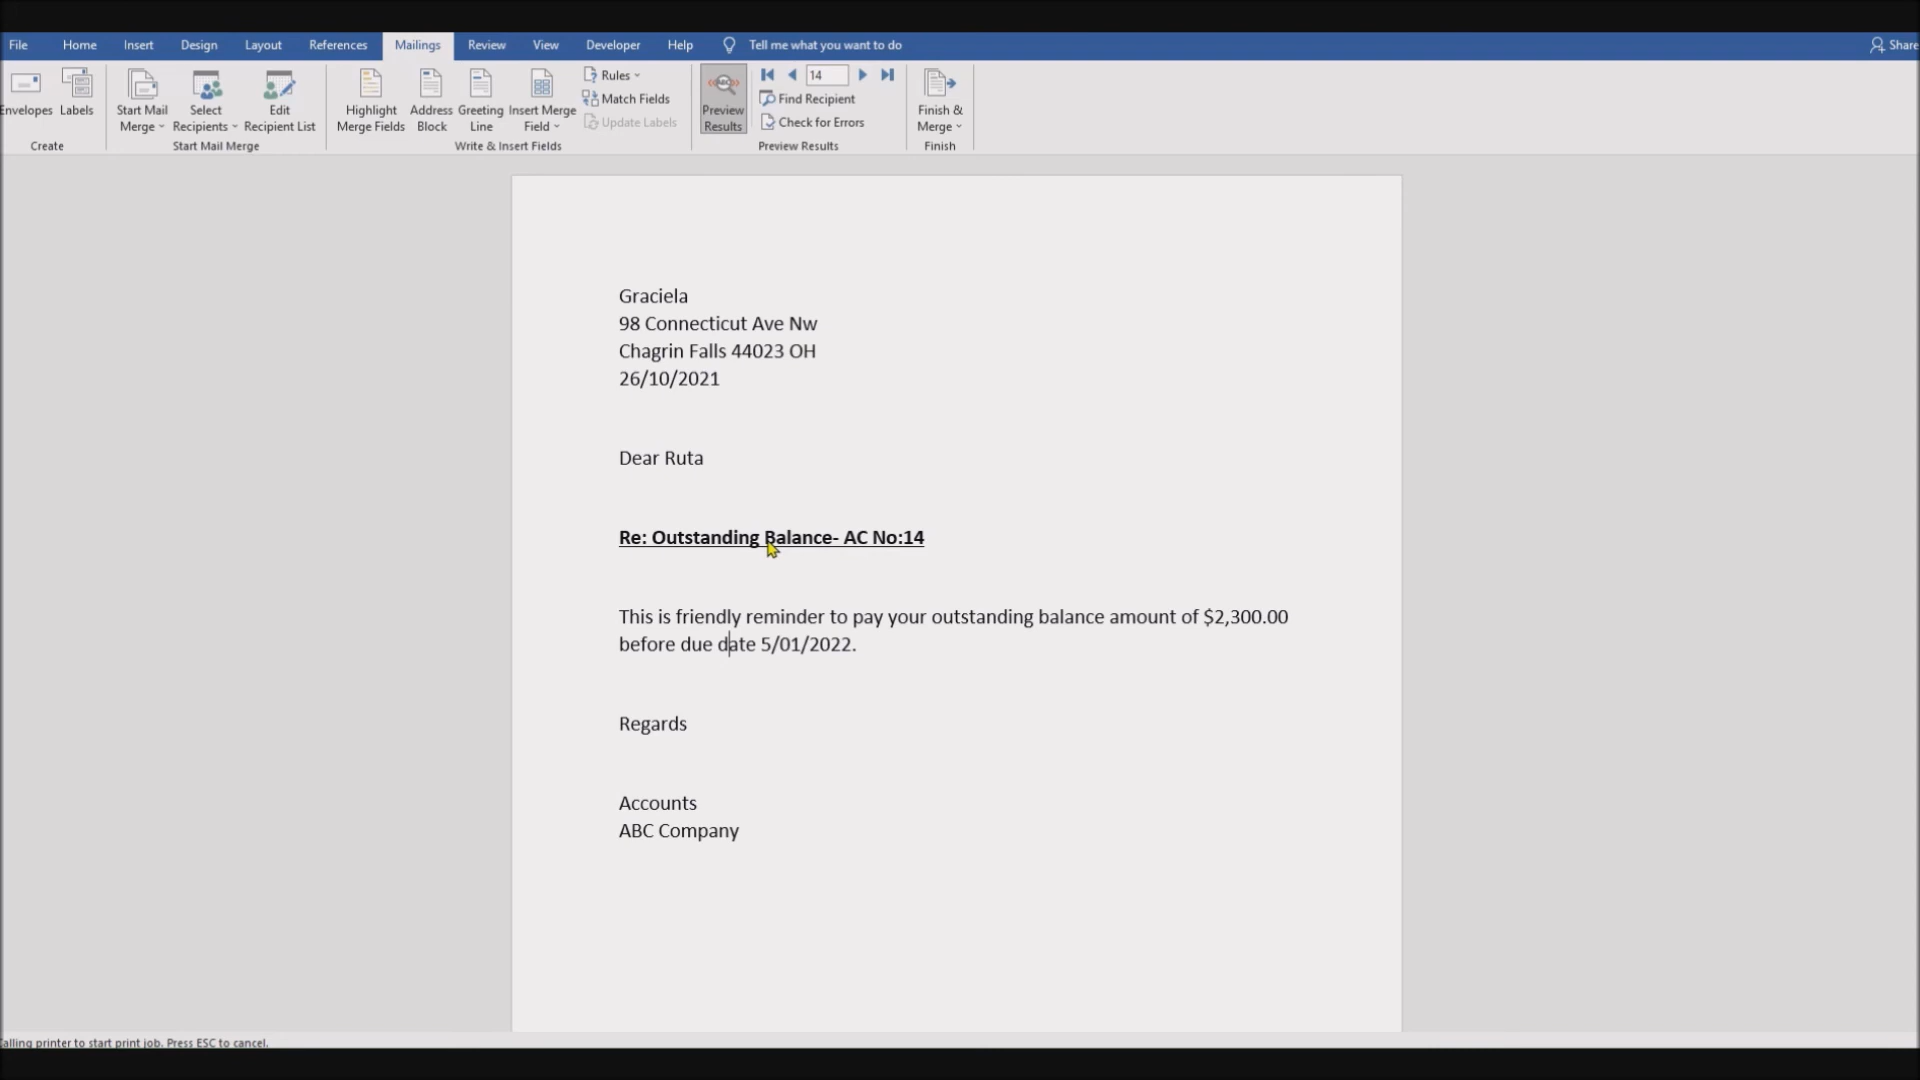 File Home Insert Design Layout References Mailings Review View Developer Help Tell me what you want to do Share
Envelopes Labels Start Mail Merge Select Recipients Edit Recipient List Highlight Merge Fields Address Block Greeting Line Insert Merge Field Rules Match Fields Update Labels Preview Results 14 Find Recipient Check for Errors Finish & Merge
Create Start Mail Merge Write & Insert Fields Preview Results Finish
Graciela
98 Connecticut Ave Nw
Chagrin Falls 44023 OH
26/10/2021
Dear Ruta
Re: Outstanding Balance- AC No:14
This is friendly reminder to pay your outstanding balance amount of $2,300.00
before due date 5/01/2022.
Regards
Accounts
ABC Company
alling printer to start print job. Press ESC to cancel.